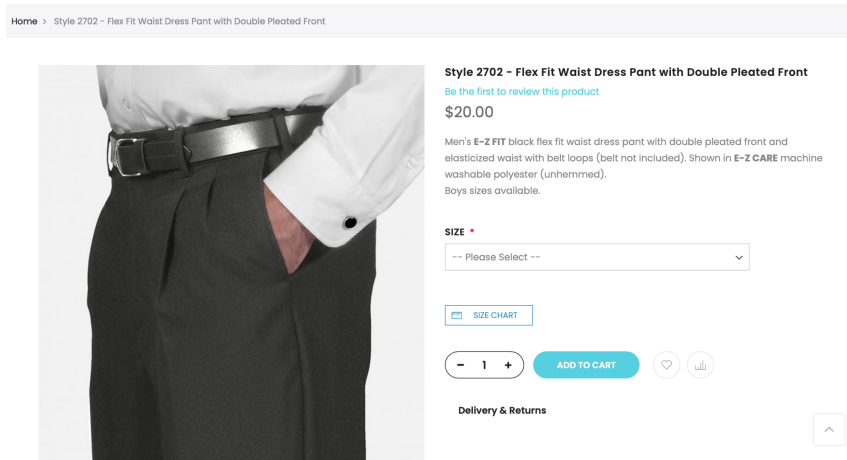 Home > Style 2702 - Flex Fit Waist Dress Pant with Double Pleated Front
Style 2702 - Flex Fit Waist Dress Pant with Double Pleated Front
Be the first to review this product
$20.00
Men's E-Z FIT black flex fit waist dress pant with double pleated front and
elasticized waist with belt loops (belt not included). Shown in E-Z CARE machine
washable polyester (unhemmed).
Boys sizes available.
SIZE *
-- Please Select --
SIZE CHART
- 1 +
ADD TO CART
Delivery & Returns